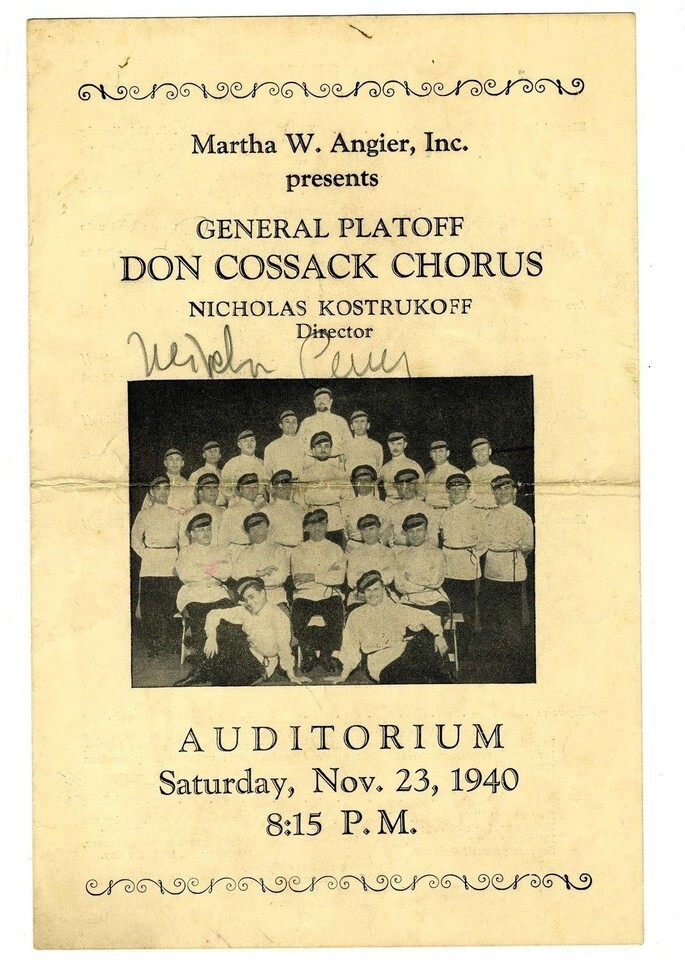 Martha W. Angier, Inc.
presents
GENERAL PLATOFF
DON COSSACK CHORUS
NICHOLAS KOSTRUKOFF
Director
AUDITORIUM
Saturday, Nov. 23, 1940
8:15 P.M.